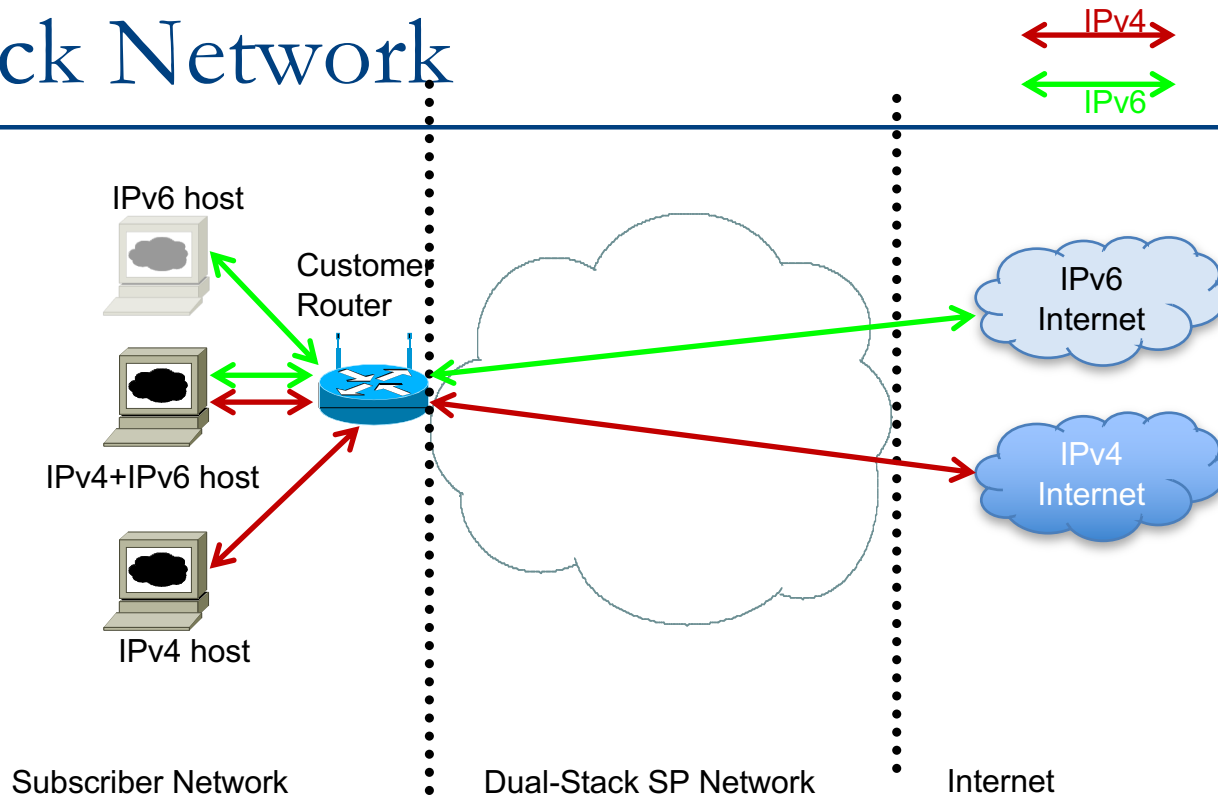 ck Network
IPv4
IPv6
IPv6 host
Customer
Router
IPv4+IPv6 host
IPv4 host
IPv6
Internet
IPv4
Internet
Subscriber Network
Dual-Stack SP Network
Internet